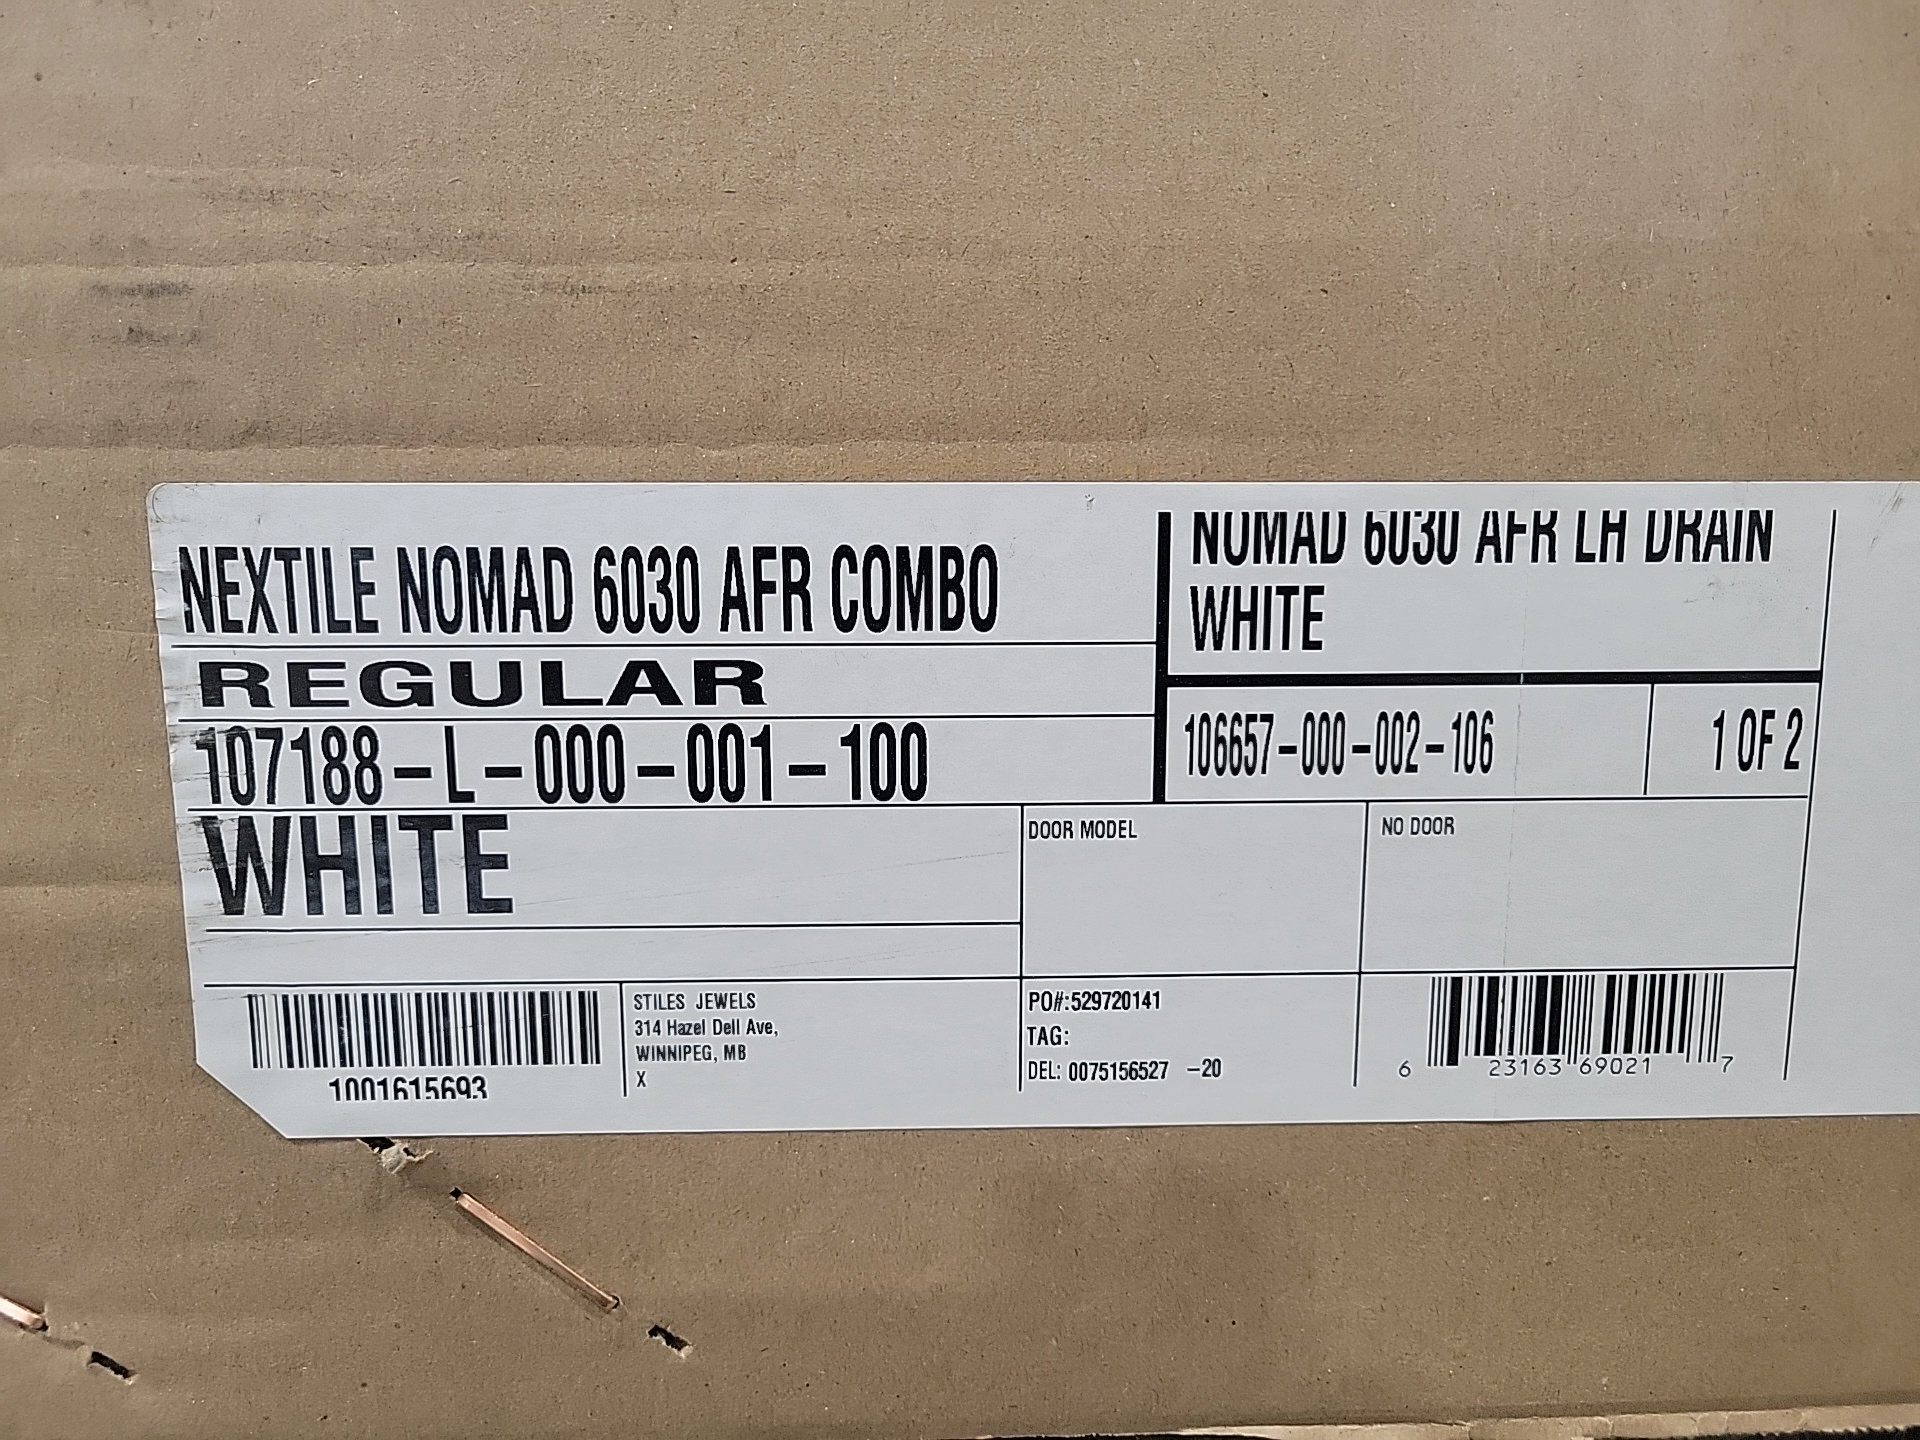 NEXTILE NOMAD 6030 AFR COMBO
REGULAR
107188-L-000-001-100
WHITE
NOMAD 6030 AFR LH DRAIN
WHITE
106657-000-002-106
1 OF 2
DOOR MODEL
NO DOOR
1001615693
STILES JEWELS
314 Hazel Dell Ave,
WINNIPEG, MB
X
PO#:529720141
TAG:
DEL: 0075156527 -20
6 23163 69021 7